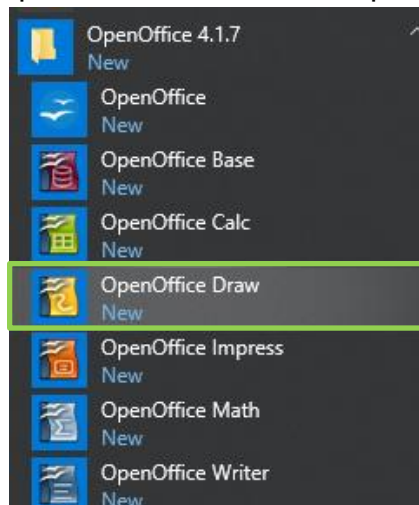 OpenOffice 4.1.7
New
OpenOffice
New
OpenOffice Base
New
OpenOffice Calc
New
OpenOffice Draw
New
OpenOffice Impress
New
OpenOffice Math
New
OpenOffice Writer
New